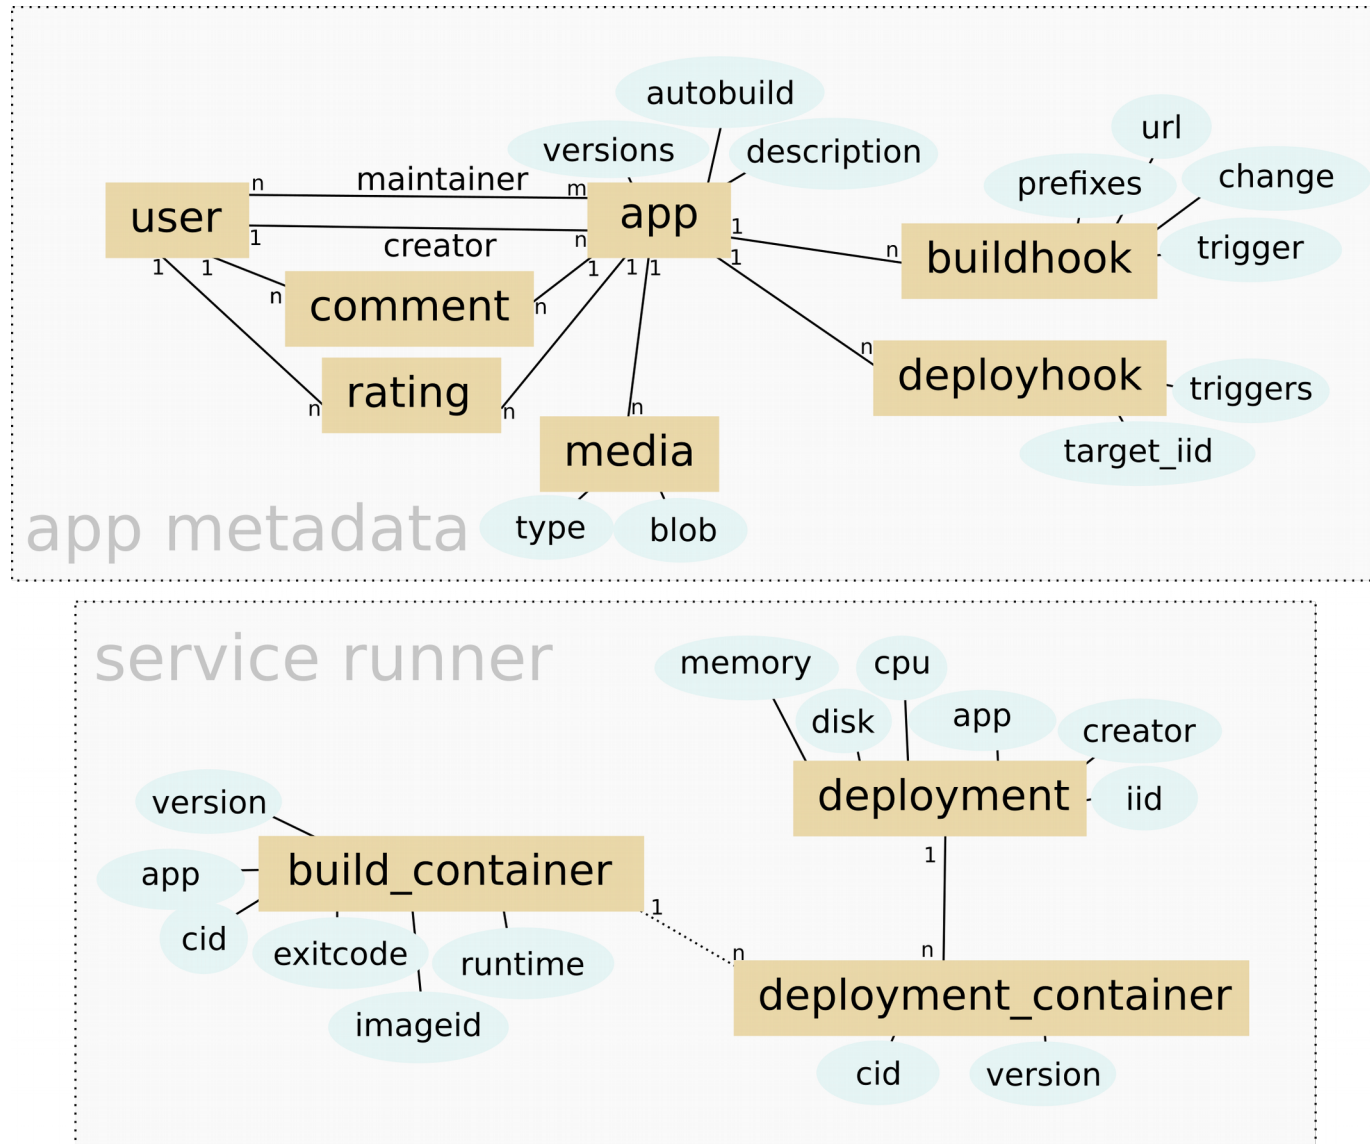 autobuild
versions
description
url
prefixes
change
n
maintainer
m
user
app
1
creator
n
1
n
buildhook
trigger
1
1
1
1
1
1
n
comment
n
n
deployhook
rating
n
n
n
triggers
media
target_iid
app metadata
type
blob
service runner
memory
cpu
disk
app
creator
version
deployment
iid
build_container
1
app
1
cid
exitcode
runtime
n
n
deployment_container
imageid
cid
version